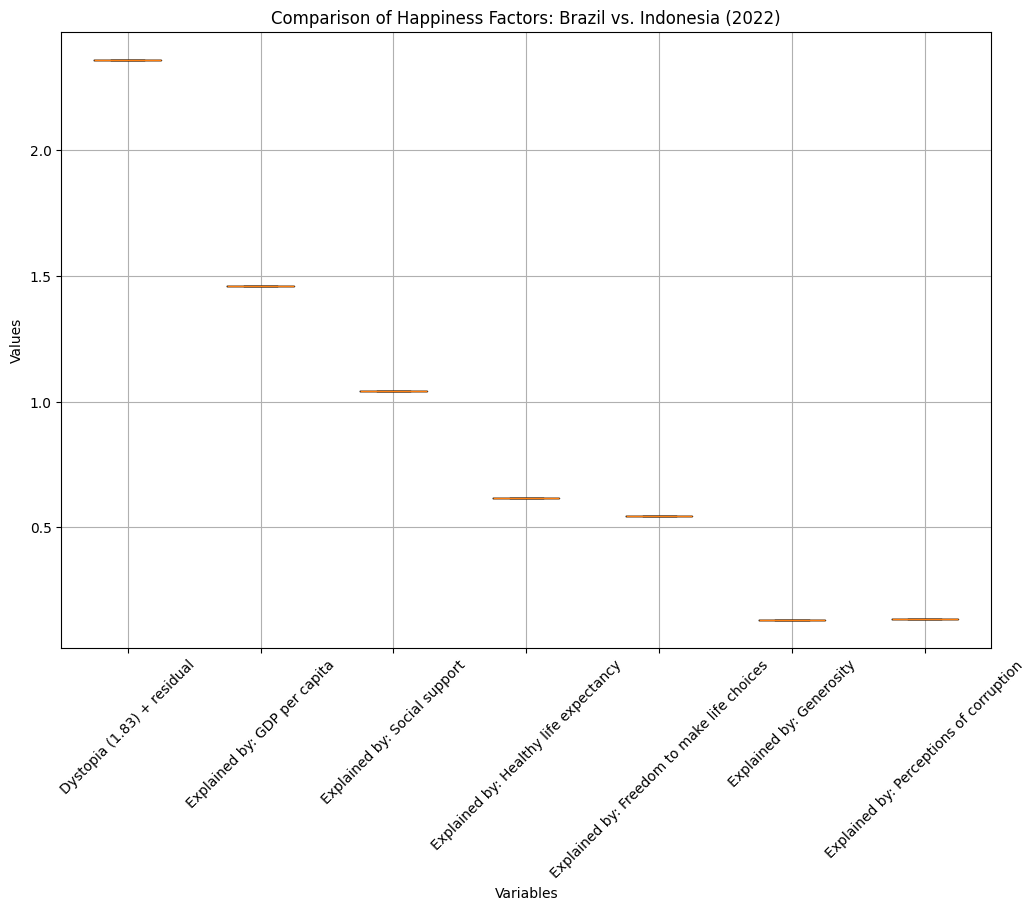 Comparison of Happiness Factors: Brazil vs. Indonesia (2022)
Values
2.0
1.5
1.0
0.5
Dystopia (1.83) + residual
Explained by: GDP per capita
Explained by: Social support
Explained by: Healthy life expectancy
Explained by: Freedom to make life choices
Explained by: Generosity
Explained by: Perceptions of corruption
Variables